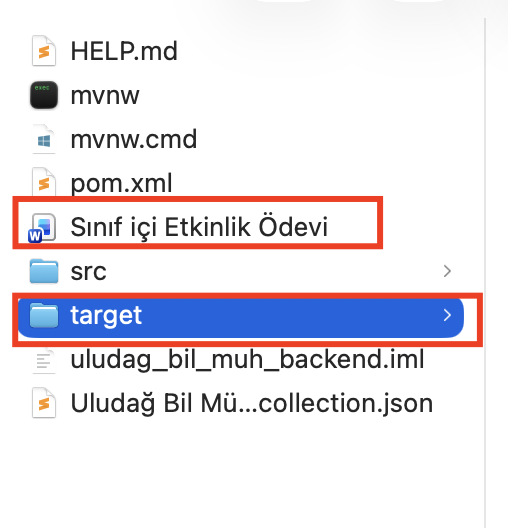 HELP.md
exec
mvnw
mvnw.cmd
pom.xml
W
Sınıf içi Etkinlik Ödevi
src
target
uludag_bil_muh_backend.iml
Uludağ Bil Mü...collection.json